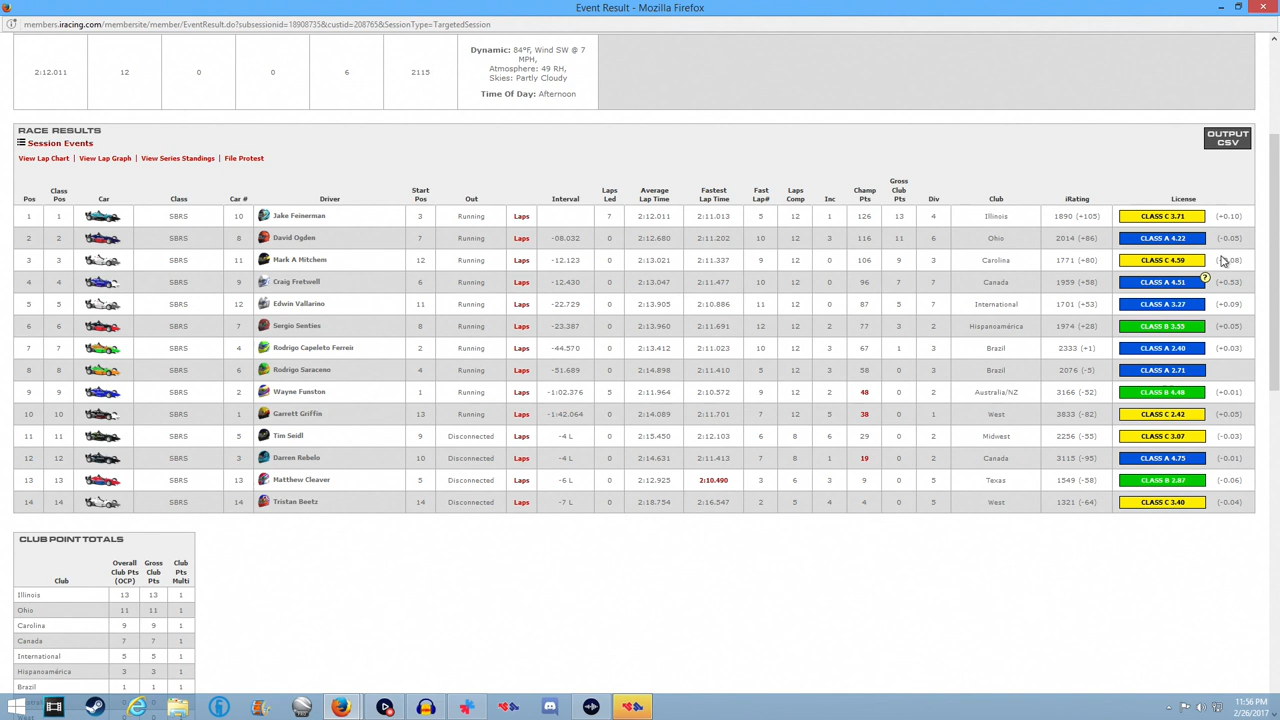 Event Result - Mozilla Firefox
members.iracing.com/membersite/member/EventResult.do?subsessionid=18908735&custid=208765&SessionType=TargetedSession
2:12.011 12 0 0 6 2115
Dynamic: 84°F, Wind SW @ 7
MPH,
Atmosphere: 49 RH,
Skies: Partly Cloudy
Time Of Day: Afternoon
RACE RESULTS
Session Events
OUTPUT
CSV
View Lap Chart | View Lap Graph | View Series Standings | File Protest
Pos Class Pos Car Class Car # Driver Start Pos Out Interval Laps Led Average Lap Time Fastest Lap Time Fast Lap# Laps Comp Inc Champ Pts Gross Club Pts Div Club iRating License
1 1 SBRS 10 Jake Feinerman 3 Running Laps 7 2:12.011 2:11.013 5 12 1 126 13 4 Illinois 1890 (+105) CLASS C 3.71 (+0.10)
2 2 SBRS 8 David Ogden 7 Running Laps -08.032 0 2:12.680 2:11.202 10 12 3 116 11 6 Ohio 2014 (+86) CLASS A 4.22 (-0.05)
3 3 SBRS 11 Mark A Mitchem Running Laps -12.123 0 2:13.021 2:11.337 9 12 106 9 3 Carolina 1771 (+80) CLASS C 4.59
4 4 SBRS 9 Craig Fretwell 6 Running Laps -12.430 0 2:13.047 2:11.477 10 12 96 7 7 Canada 1959 (+58) CLASS A 4.51 ? (+0.53)
5 5 SBRS 12 Edwin Vallarino 11 Running Laps -22.729 0 2:13.905 2:10.886 11 12 0 87 5 7 International 1701 (+53) CLASS A 3.27 (+0.09)
6 6 SBRS 7 Sergio Senties 8 Running Laps -23.387 0 2:13.960 2:11.691 12 12 2 77 3 3 Hispanoamérica 1974 (+28) CLASS B 3.55 (+0.05)
7 7 SBRS 4 Rodrigo Capeleto Ferreir 2 Running Laps -44.570 0 2:13.412 2:11.023 10 12 67 1 3 Brazil 2333 (+1) CLASS A 2.40 (+0.03)
8 8 SBRS 6 Rodrigo Saraceno 4 Running Laps -51.689 0 2:14.898 2:11.410 5 12 58 0 3 Brazil 2076 (-5) CLASS A 2.71
9 9 SBRS 2 Wayne Funston 1 Running Laps -1:02.376 5 2:11.964 2:10.572 9 12 2 48 0 2 Australia/NZ 3166 (-52) CLASS B 4.48 (+0.01)
10 10 SBRS 1 Garrett Griffin 13 Running Laps -1:42.064 0 2:14.089 2:11.701 7 12 38 0 1 West 3833 (-82) CLASS C 2.42 (+0.05)
11 11 SBRS 5 Tim Seidl 9 Disconnected Laps -4 L 0 2:15.450 2:12.103 6 8 6 29 0 2 Midwest 2256 (-55) CLASS C 3.07 (-0.03)
12 12 SBRS 3 Darren Rebelo 10 Disconnected Laps -4 L 0 2:14.631 2:11.413 7 8 19 0 2 Canada 3115 (-95) CLASS A 4.75 (-0.01)
13 13 SBRS 13 Matthew Cleaver 5 Disconnected Laps -6 L 0 2:12.925 2:10.490 3 3 9 0 5 Texas 1549 (-58) CLASS B 2.87 (-0.06)
14 14 SBRS 14 Tristan Beetz 14 Disconnected Laps -7 L 0 2:18.754 2:16.547 2 5 4 4 0 5 West 1321 (-64) CLASS C 3.40 (-0.04)
CLUB POINT TOTALS
Club Overall Club Pts (OCP) Gross Club Pts Club Pts Multi
Illinois 13 13 1
Ohio 11 11 1
Carolina 9 9 1
Canada 7 7 1
International 5 5 1
Hispanoamérica 3 3 1
Brazil 1 1 1
11:56 PM
2/26/2017